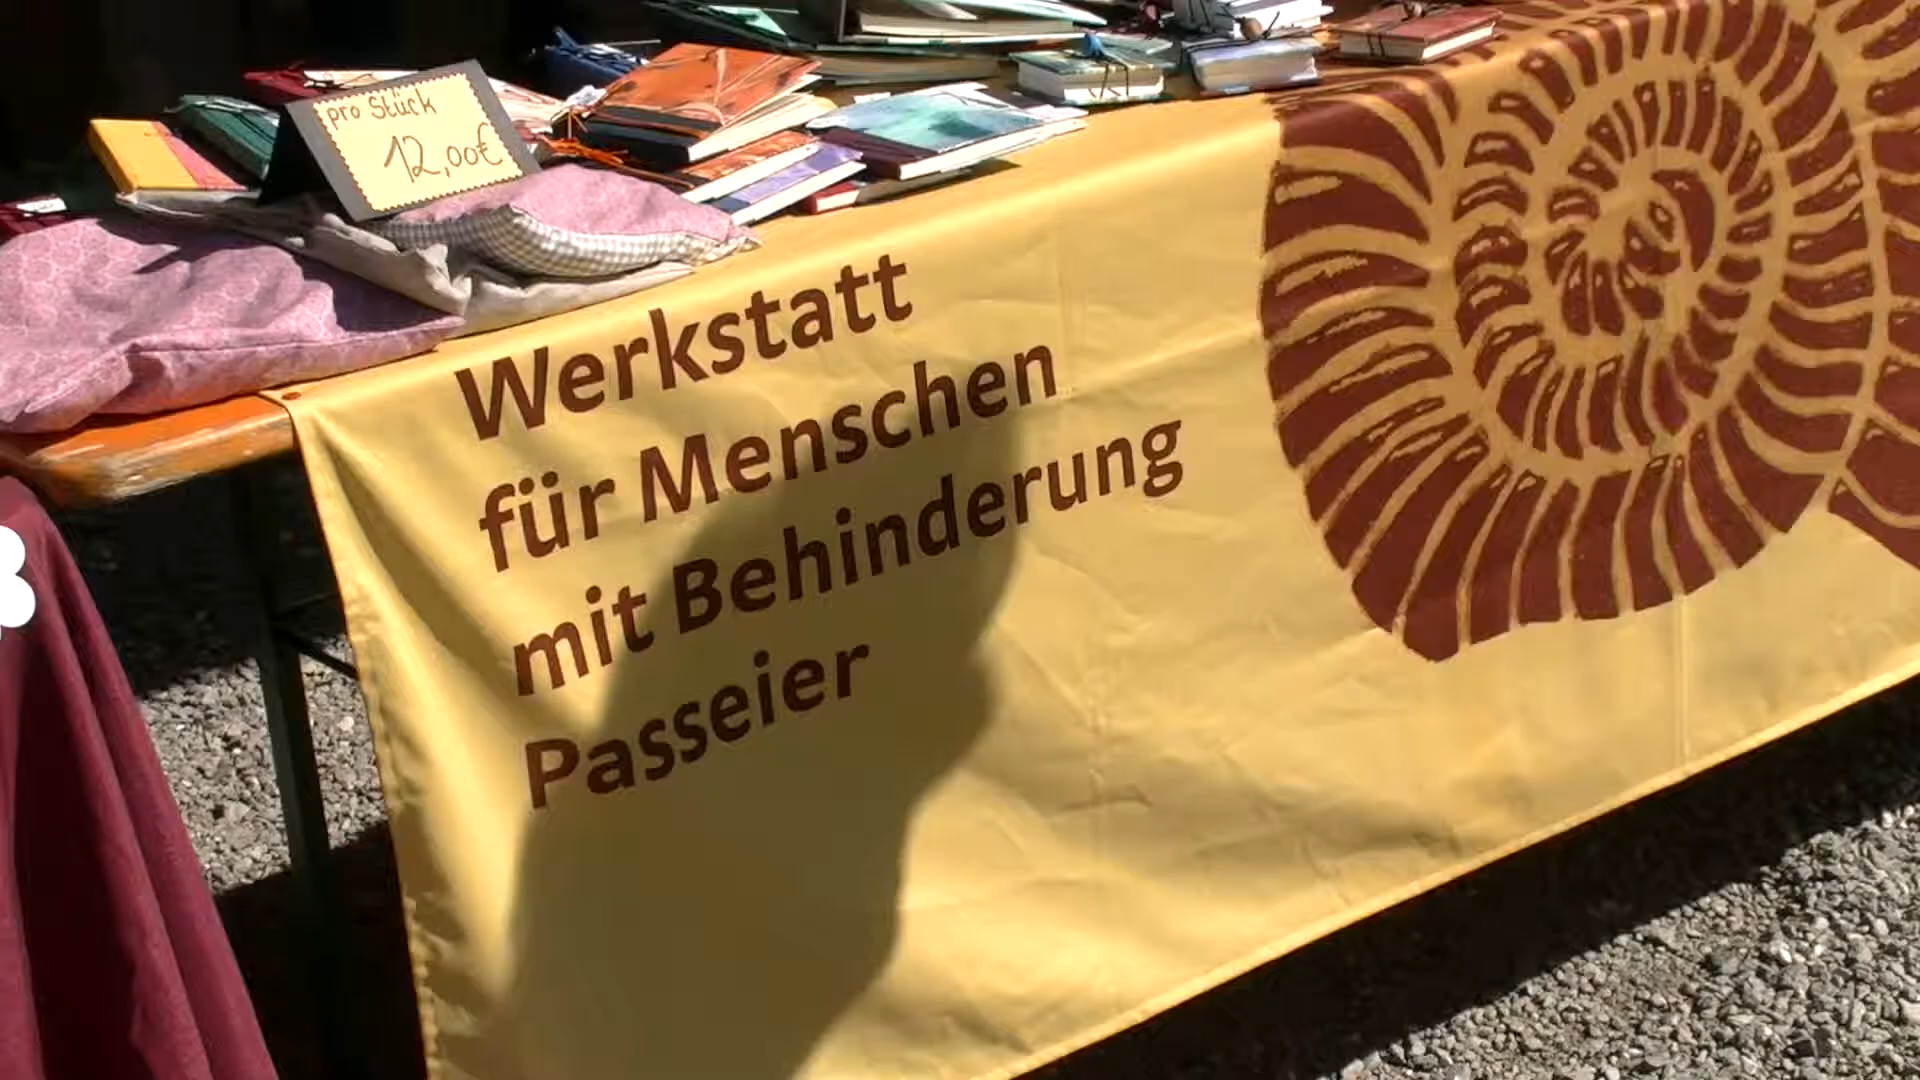 pro Stück
12,00€
Werkstatt
für Menschen
mit Behinderung
Passeier